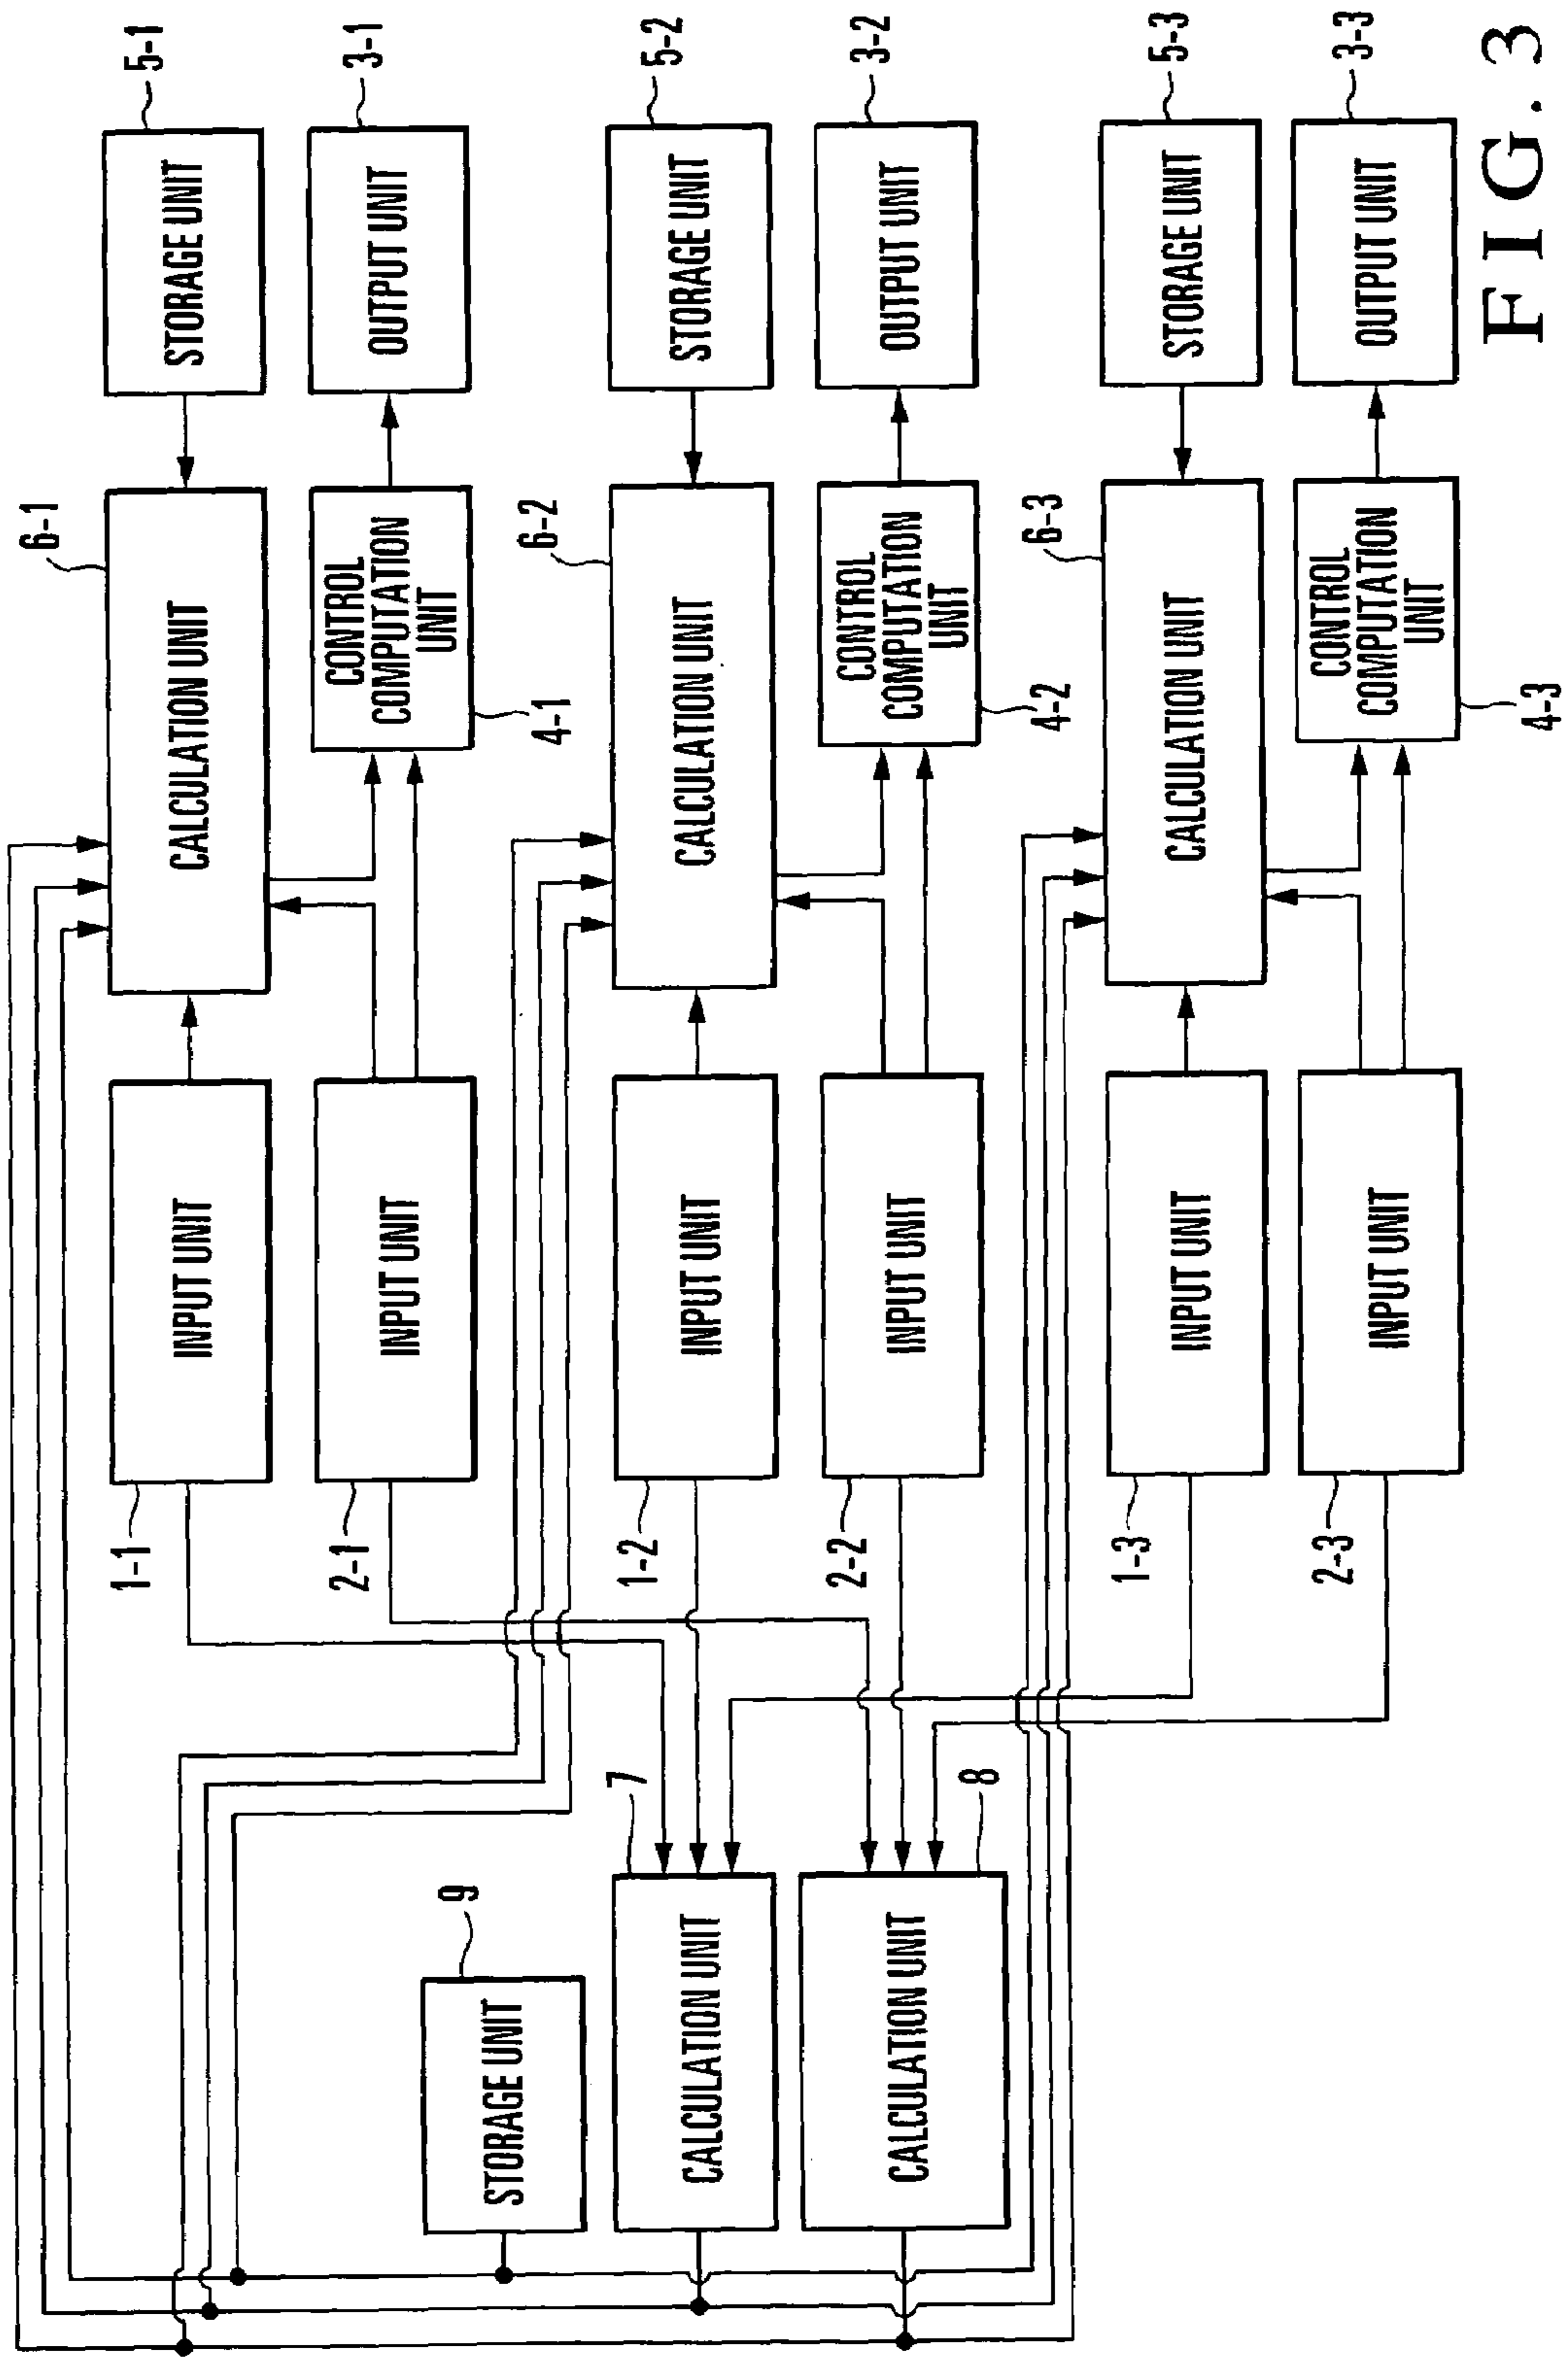 6-1
1-1
5-1
INPUT UNIT
CALCULATION UNIT
STORAGE UNIT
2-1
3-1
INPUT UNIT
CONTROL
COMPUTATION
UNIT
OUTPUT UNIT
4-1
9
STORAGE UNIT
6-2
7
1-2
5-2
CALCULATION UNIT
INPUT UNIT
CALCULATION UNIT
STORAGE UNIT
2-2
3-2
8
CALCULATION UNIT
INPUT UNIT
CONTROL
COMPUTATION
UNIT
OUTPUT UNIT
4-2
6-3
1-3
5-3
INPUT UNIT
CALCULATION UNIT
STORAGE UNIT
2-3
3-3
INPUT UNIT
CONTROL
COMPUTATION
UNIT
OUTPUT UNIT
4-3
FIG. 3